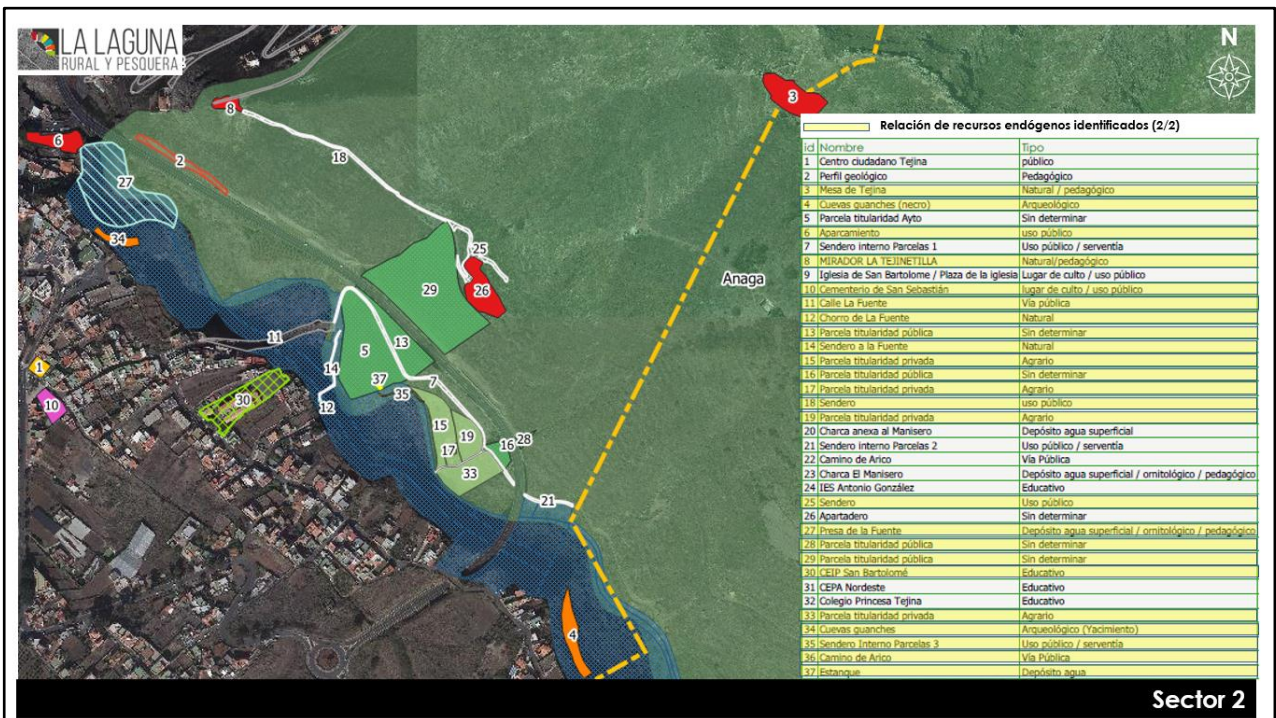 LA LAGUNA
RURAL Y PESQUERA
N
3
Relación de recursos endógenos identificados (2/2)
id Nombre Tipo
1 Centro ciudadano Tejina público
2 Perfil geológico Pedagógico
3 Mesa de Tejina Natural / pedagógico
4 Cuevas guanches (necro) Arqueológico
5 Parcela titularidad Ayto Sin determinar
6 Aparcamiento uso público
7 Sendero interno Parcelas 1 Uso público / serventía
8 MIRADOR LA TEJINETILLA Natural/pedagógico
9 Iglesia de San Bartolome / Plaza de la iglesia Lugar de culto / uso público
10 Cementerio de San Sebastián lugar de culto / uso público
11 Calle La Fuente Vía pública
12 Chorro de La Fuente Natural
13 Parcela titularidad pública Sin determinar
14 Sendero a la Fuente Natural
15 Parcela titularidad privada Agrario
16 Parcela titularidad pública Sin determinar
17 Parcela titularidad privada Agrario
18 Sendero uso público
19 Parcela titularidad privada Agrario
20 Charca anexa al Manisero Depósito agua superficial
21 Sendero interno Parcelas 2 Uso público / serventía
22 Camino de Arico Vía Pública
23 Charca El Manisero Depósito agua superficial / ornitológico / pedagógico
24 IES Antonio González Educativo
25 Sendero Uso público
26 Apartadero Sin determinar
27 Presa de la Fuente Depósito agua superficial / ornitológico / pedagógico
28 Parcela titularidad pública Sin determinar
29 Parcela titularidad pública Sin determinar
30 CEIP San Bartolomé Educativo
31 CEPA Nordeste Educativo
32 Colegio Princesa Tejina Educativo
33 Parcela titularidad privada Agrario
34 Cuevas guanches Arqueológico (Yacimiento)
35 Sendero Interno Parcelas 3 Uso público / serventía
36 Camino de Arico Vía Pública
37 Estanque Depósito agua
8
6
18
2
27
34
25
29
26
Anaga
11
13
5
14
37
7
1
35
30
12
10
15
19
28
16
17
33
21
4
Sector 2